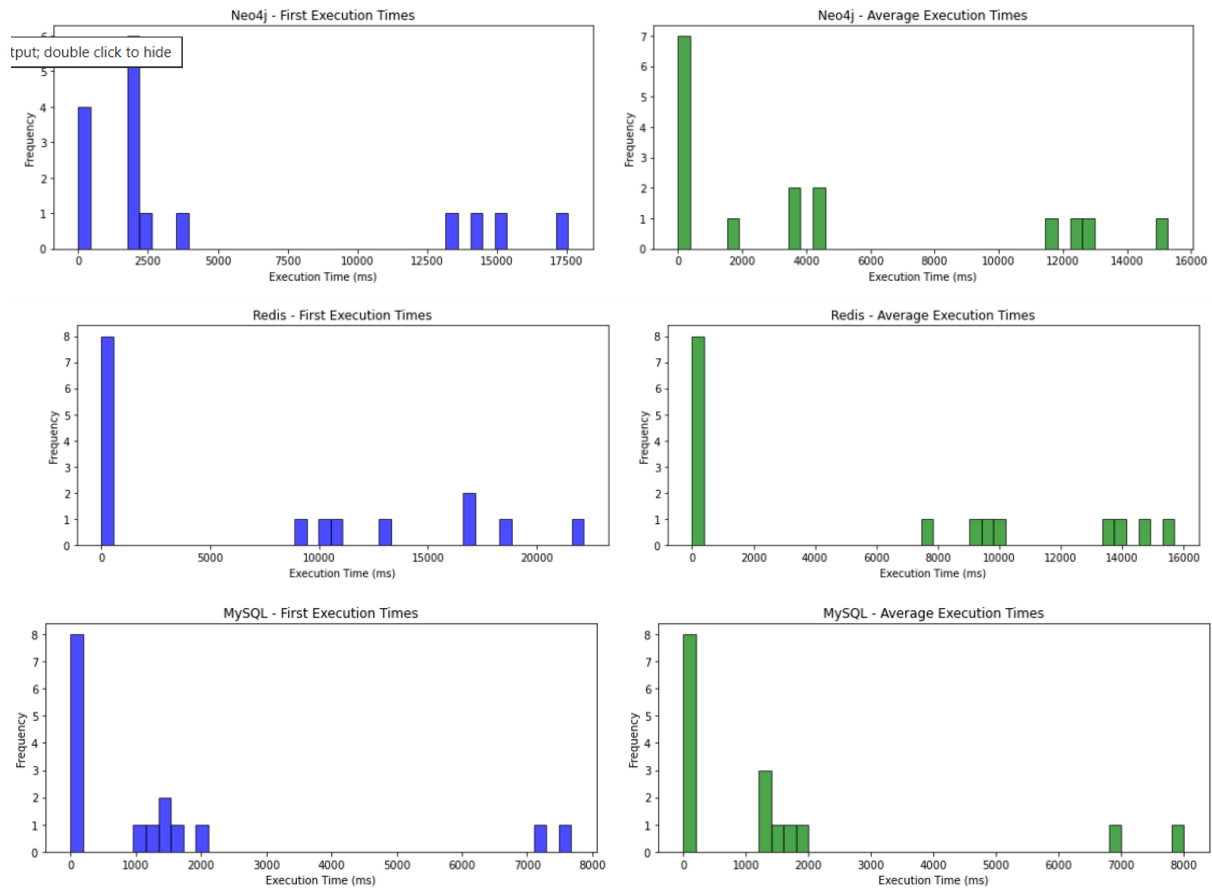 Neo4j - First Execution Times
tput; double click to hide
5
4
3
2
1
0
Frequency
0 2500 5000 7500 10000 12500 15000 17500
Execution Time (ms)
Neo4j - Average Execution Times
7
6
5
4
3
2
1
0
Frequency
0 2000 4000 6000 8000 10000 12000 14000 16000
Execution Time (ms)
Redis - First Execution Times
8
7
6
5
4
3
2
1
0
Frequency
0 5000 10000 15000 20000
Execution Time (ms)
Redis - Average Execution Times
8
7
6
5
4
3
2
1
0
Frequency
0 2000 4000 6000 8000 10000 12000 14000 16000
Execution Time (ms)
MySQL - First Execution Times
8
7
6
5
4
3
2
1
0
Frequency
0 1000 2000 3000 4000 5000 6000 7000 8000
Execution Time (ms)
MySQL - Average Execution Times
8
7
6
5
4
3
2
1
0
Frequency
0 1000 2000 3000 4000 5000 6000 7000 8000
Execution Time (ms)